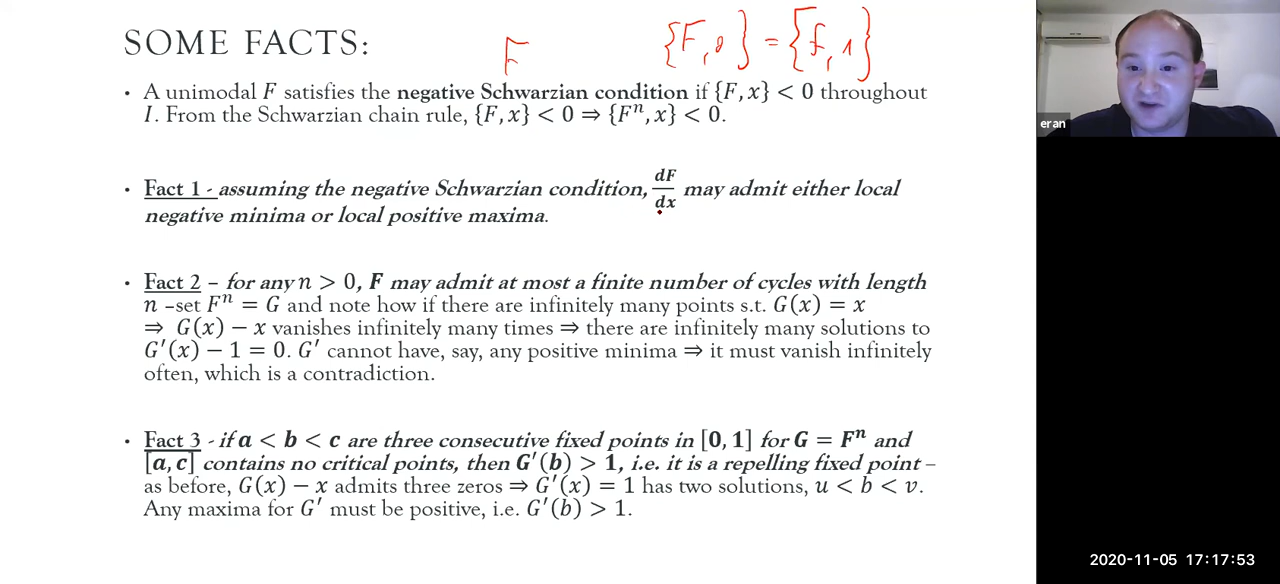 SOME FACTS:
F
{F, 0} = {f, 1}
• A unimodal F satisfies the negative Schwarzian condition if {F, x} < 0 throughout
I. From the Schwarzian chain rule, {F, x} < 0 ⇒ {Fⁿ, x} < 0.
• Fact 1 - assuming the negative Schwarzian condition, dF/dx may admit either local
negative minima or local positive maxima.
• Fact 2 – for any n > 0, F may admit at most a finite number of cycles with length
n –set Fⁿ = G and note how if there are infinitely many points s.t. G(x) = x
⇒ G(x) − x vanishes infinitely many times ⇒ there are infinitely many solutions to
G′(x) − 1 = 0. G′ cannot have, say, any positive minima ⇒ it must vanish infinitely
often, which is a contradiction.
• Fact 3 - if a < b < c are three consecutive fixed points in [0, 1] for G = Fⁿ and
[a, c] contains no critical points, then G′(b) > 1, i.e. it is a repelling fixed point –
as before, G(x) − x admits three zeros ⇒ G′(x) = 1 has two solutions, u < b < v.
Any maxima for G′ must be positive, i.e. G′(b) > 1.
eran
2020-11-05 17:17:53